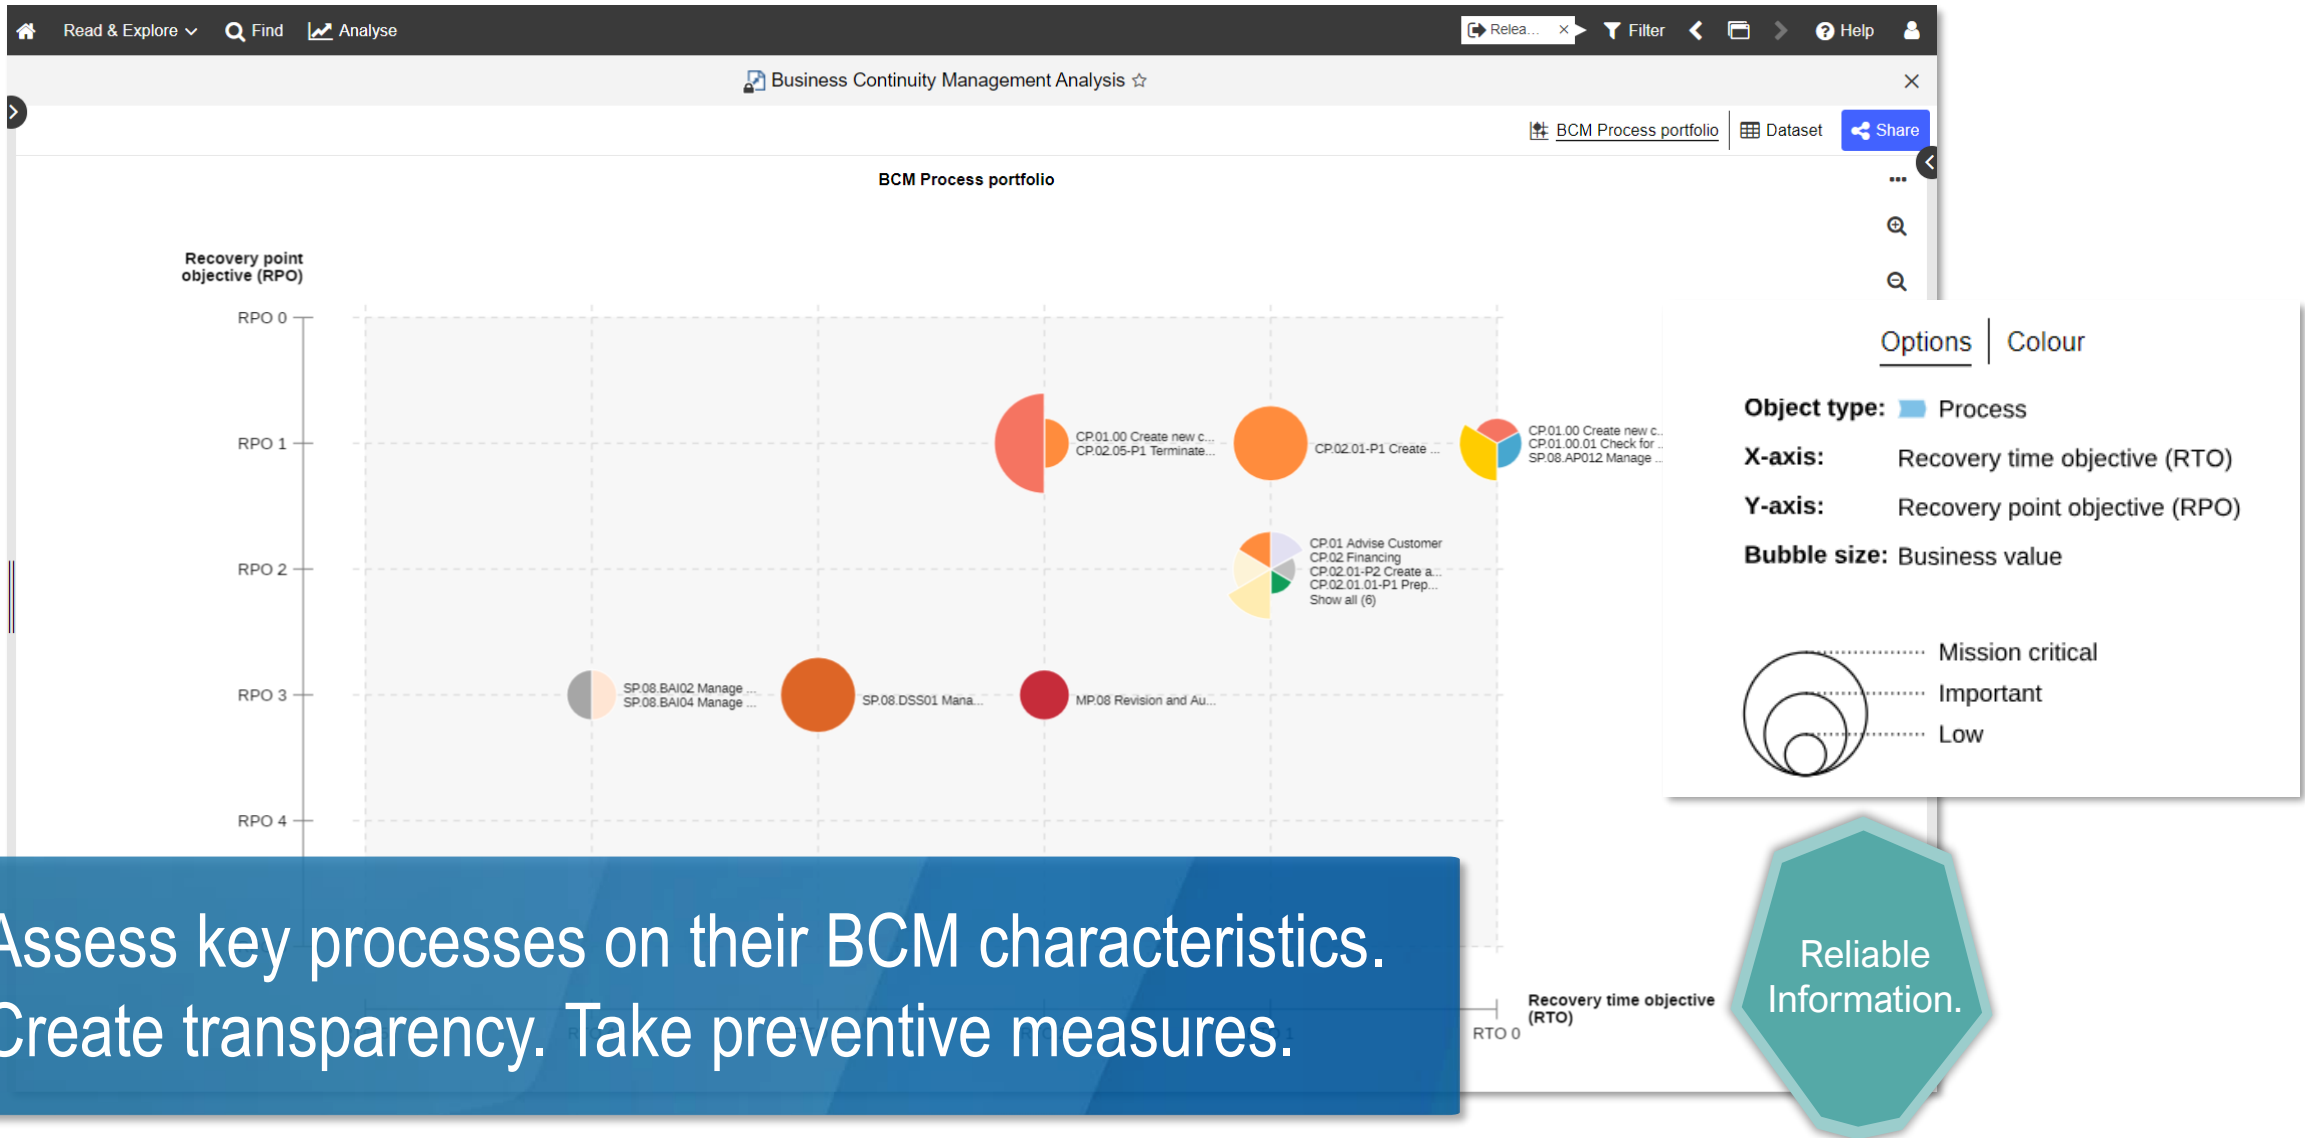 Read & Explore
Find
Analyse
Relea...
Filter
Help
Business Continuity Management Analysis
BCM Process portfolio
Dataset
Share
BCM Process portfolio
Recovery point
objective (RPO)
RPO 0
RPO 1
RPO 2
RPO 3
RPO 4
CP.01.00 Create new c...
CP.02.05-P1 Terminate...
CP.02.01-P1 Create ...
CP.01.00 Create new c..
CP.01.00.01 Check for ..
SP.08.AP012 Manage ...
CP.01 Advise Customer
CP.02 Financing
CP.02.01-P2 Create a...
CP.02.01.01-P1 Prep...
Show all (6)
SP.08.BAI02 Manage ...
SP.08.BAI04 Manage ...
SP.08.DSS01 Mana...
MP.08 Revision and Au...
Options
Colour
Object type: Process
X-axis: Recovery time objective (RTO)
Y-axis: Recovery point objective (RPO)
Bubble size: Business value
Mission critical
Important
Low
Assess key processes on their BCM characteristics.
Create transparency. Take preventive measures.
Recovery time objective
(RTO)
RTO 0
Reliable
Information.